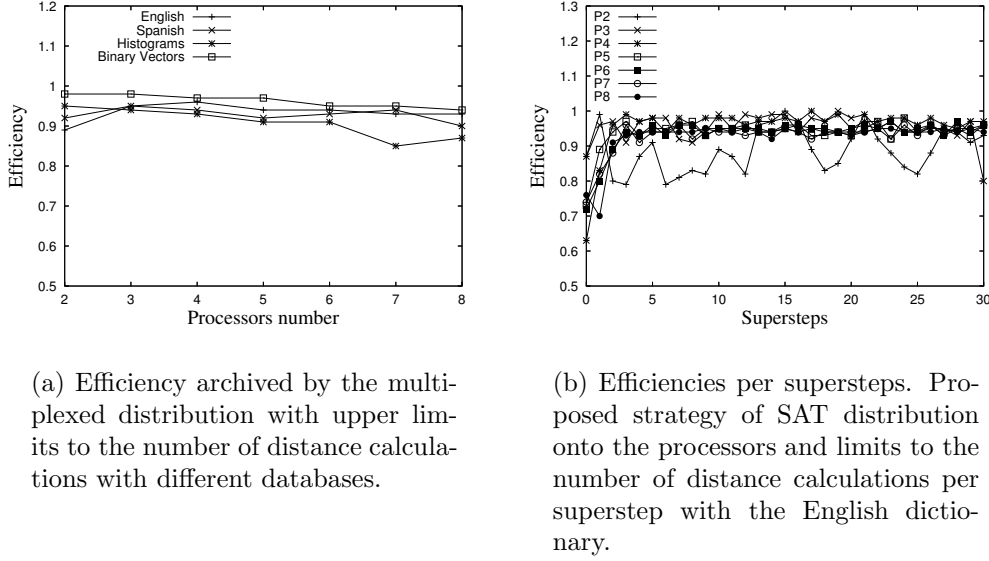 1.2
1.1
1
0.9
0.8
0.7
0.6
0.5
Efficiency
2 3 4 5 6 7 8
Processors number
English
Spanish
Histograms
Binary Vectors
(a) Efficiency archived by the multi-
plexed distribution with upper lim-
its to the number of distance calcula-
tions with different databases.
1.3
1.2
1.1
1
0.9
0.8
0.7
0.6
0.5
Efficiency
0 5 10 15 20 25 30
Supersteps
P2
P3
P4
P5
P6
P7
P8
(b) Efficiencies per supersteps. Pro-
posed strategy of SAT distribution
onto the processors and limits to the
number of distance calculations per
superstep with the English dictio-
nary.